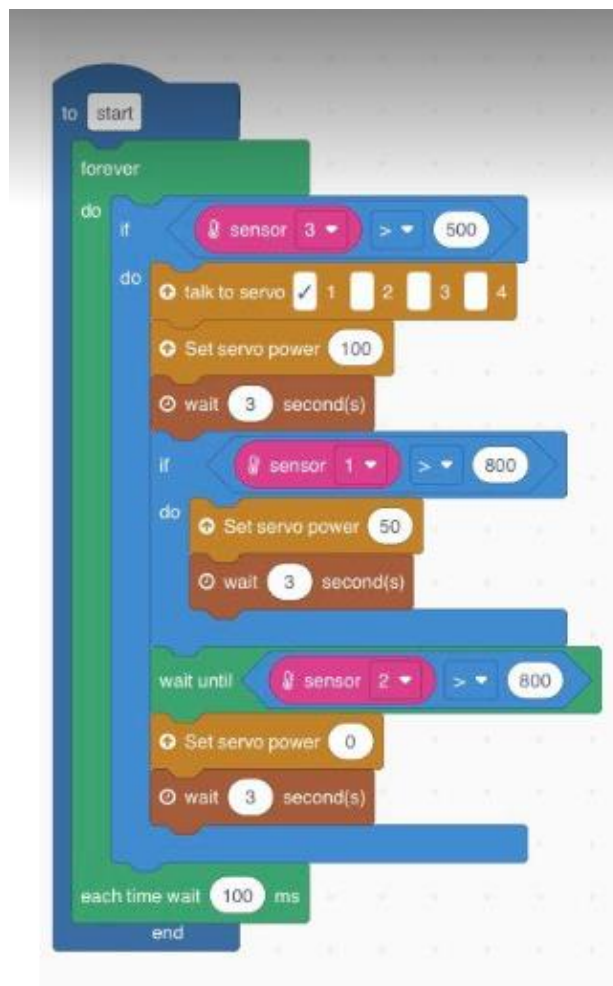 to start
forever
do
if sensor 3 > 500
do
talk to servo ✓ 1 2 3 4
Set servo power 100
wait 3 second(s)
if sensor 1 > 800
do
Set servo power 50
wait 3 second(s)
wait until sensor 2 > 800
Set servo power 0
wait 3 second(s)
each time wait 100 ms
end